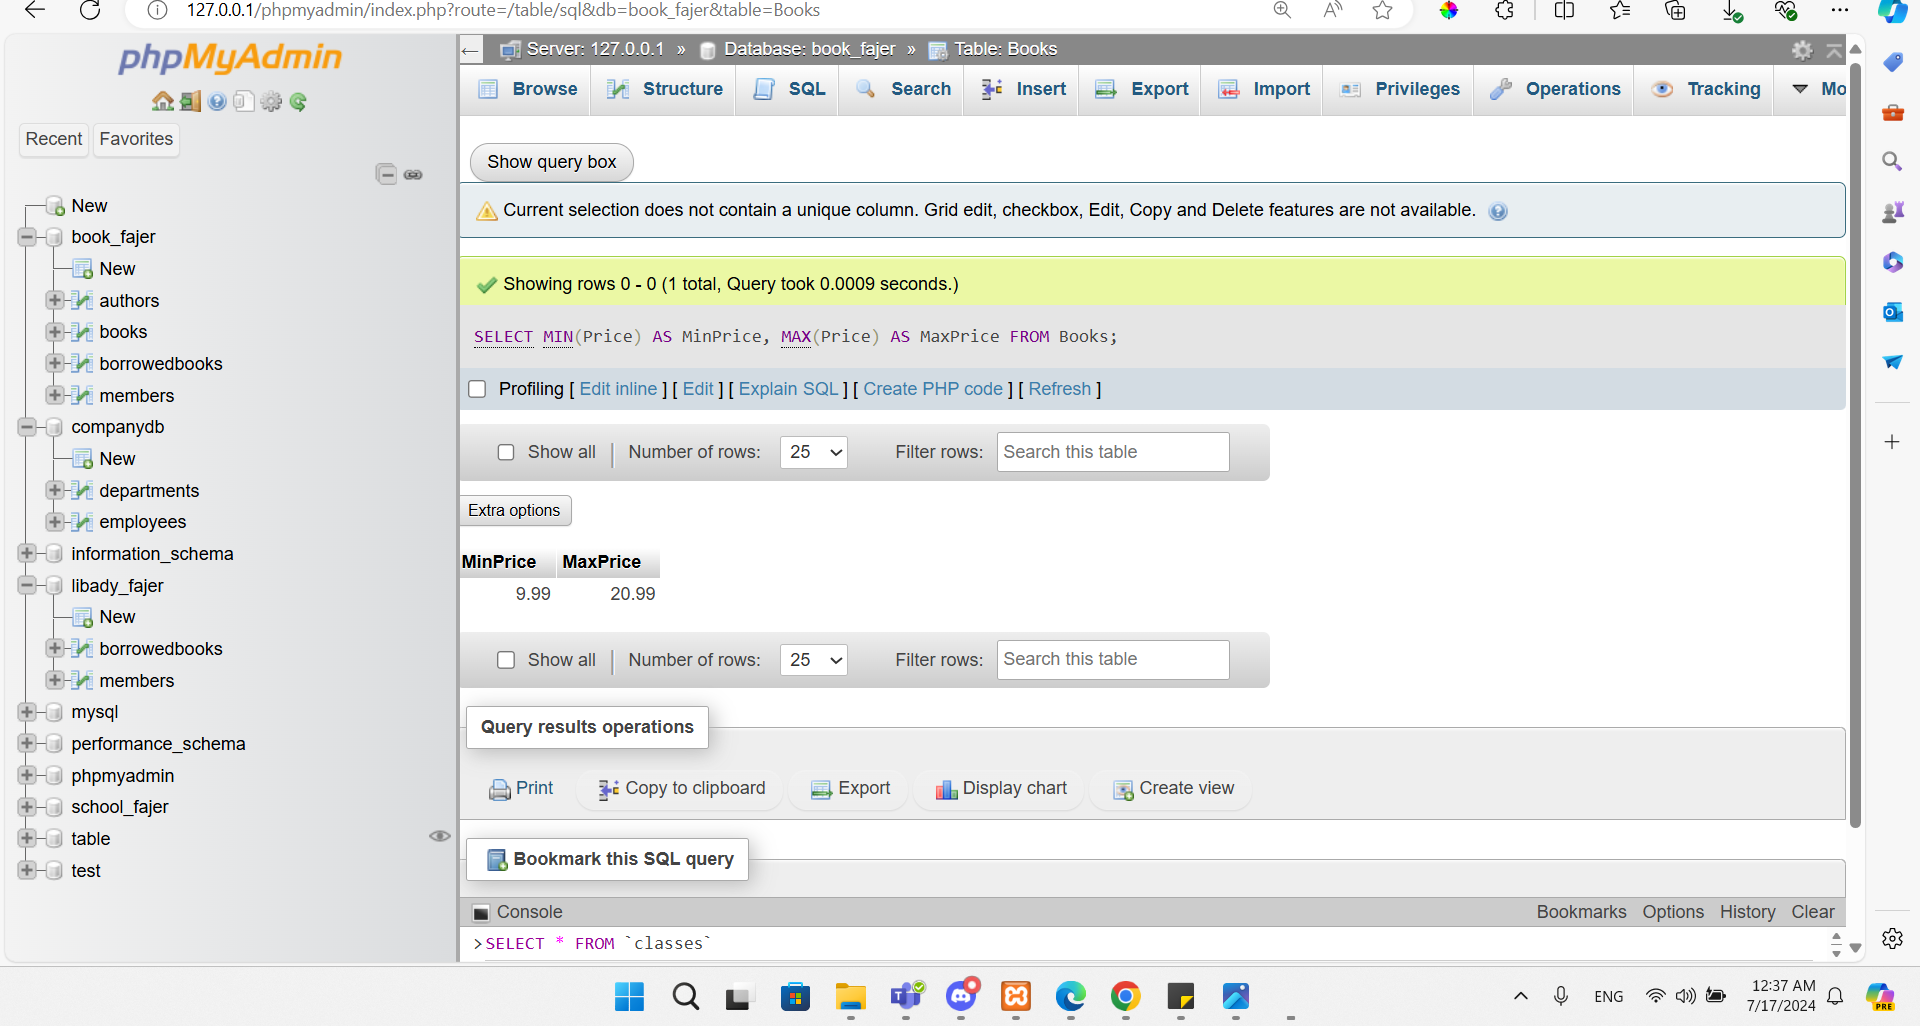 127.0.0.1/phpmyadmin/index.php?route=/table/sql&db=book_fajer&table=Books
phpMyAdmin
Recent
Favorites
New
book_fajer
New
authors
books
borrowedbooks
members
companydb
New
departments
employees
information_schema
libady_fajer
New
borrowedbooks
members
mysql
performance_schema
phpmyadmin
school_fajer
table
test
Server: 127.0.0.1 » Database: book_fajer » Table: Books
Browse Structure SQL Search Insert Export Import Privileges Operations Tracking Mo
Show query box
Current selection does not contain a unique column. Grid edit, checkbox, Edit, Copy and Delete features are not available.
Showing rows 0 - 0 (1 total, Query took 0.0009 seconds.)
SELECT MIN(Price) AS MinPrice, MAX(Price) AS MaxPrice FROM Books;
Profiling [ Edit inline ] [ Edit ] [ Explain SQL ] [ Create PHP code ] [ Refresh ]
Show all | Number of rows: 25 Filter rows: Search this table
Extra options
MinPrice MaxPrice
9.99 20.99
Show all | Number of rows: 25 Filter rows: Search this table
Query results operations
Print Copy to clipboard Export Display chart Create view
Bookmark this SQL query
Console Bookmarks Options History Clear
>SELECT * FROM `classes`
ENG
12:37 AM
7/17/2024
PRE